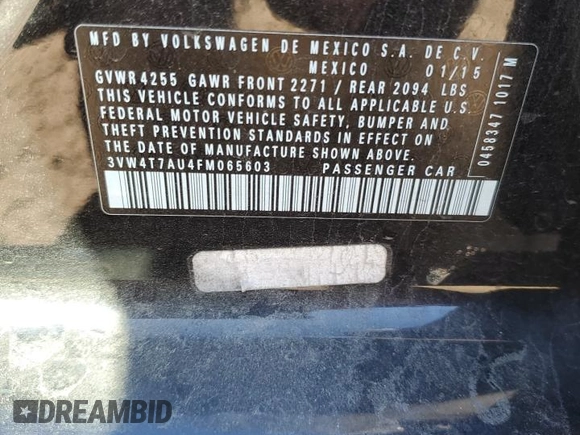 MFD BY VOLKSWAGEN DE MEXICO S.A. DE C.V.
MEXICO 01/15
GVWR 4255 GAWR FRONT 2271 / REAR 2094 LBS
THIS VEHICLE CONFORMS TO ALL APPLICABLE U.S.
FEDERAL MOTOR VEHICLE SAFETY, BUMPER AND
THEFT PREVENTION STANDARDS IN EFFECT ON
THE DATE OF MANUFACTURE SHOWN ABOVE.
3VW4T7AU4FM065603 PASSENGER CAR
0458347 1017 M
DREAMBID